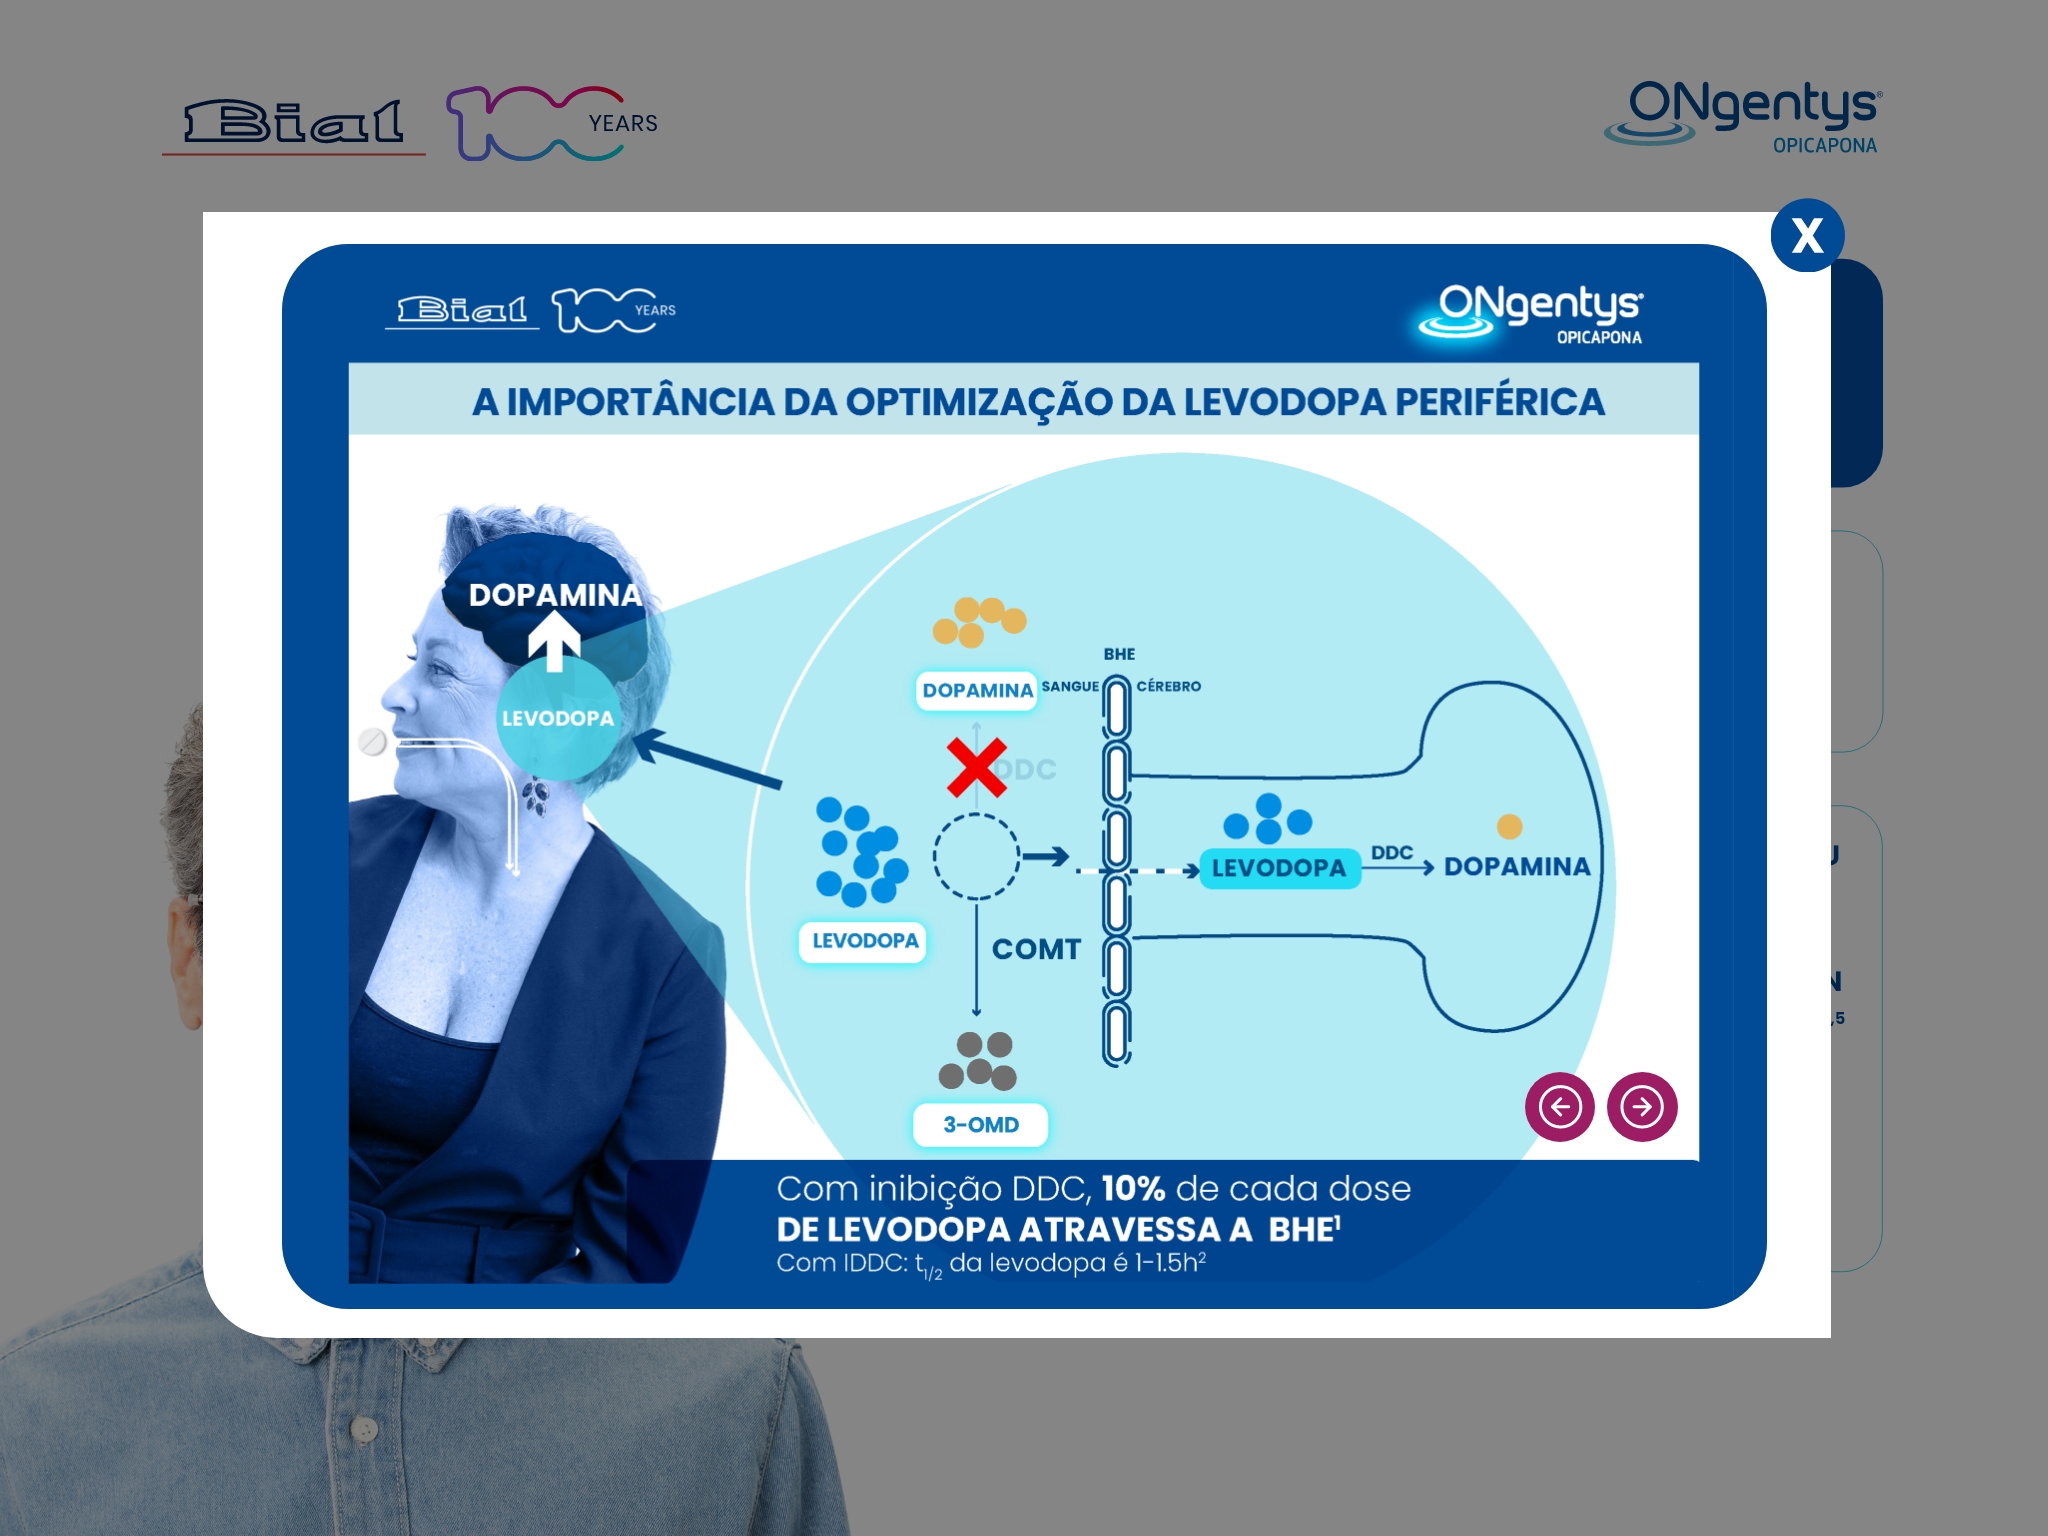 Bial 100 YEARS
ONgentys®
OPICAPONA
X
Bial 100 YEARS
ONgentys®
OPICAPONA
A IMPORTÂNCIA DA OPTIMIZAÇÃO DA LEVODOPA PERIFÉRICA
DOPAMINA
LEVODOPA
DOPAMINA
BHE
SANGUE
CÉREBRO
DDC
LEVODOPA
DDC
DOPAMINA
LEVODOPA
COMT
3-OMD
Com inibição DDC, 10% de cada dose
DE LEVODOPA ATRAVESSA A BHE¹
Com IDDC: t1/2 da levodopa é 1-1.5h²
N
,5